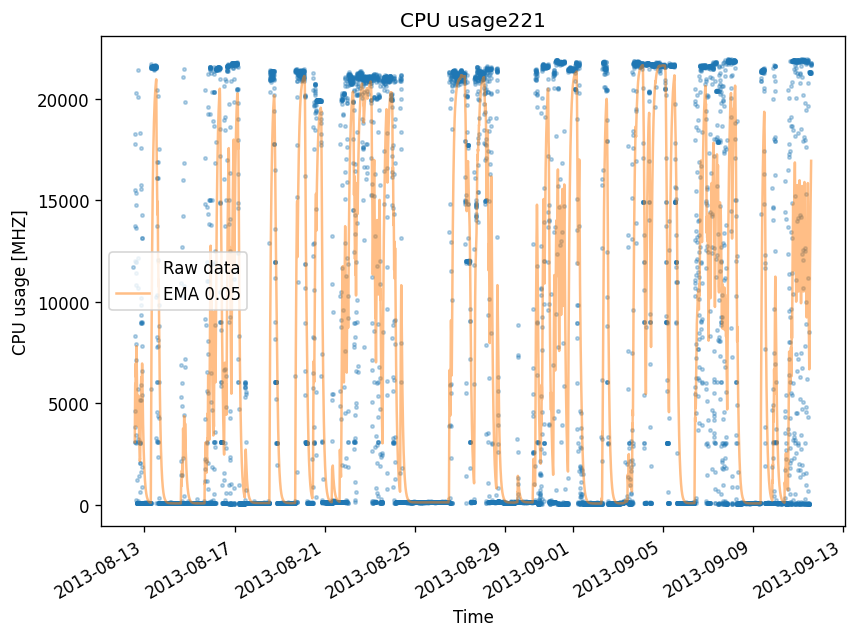 CPU usage221
CPU usage [MHZ]
20000
15000
10000
5000
0
Raw data
EMA 0.05
2013-08-13
2013-08-17
2013-08-21
2013-08-25
2013-08-29
2013-09-01
2013-09-05
2013-09-09
2013-09-13
Time